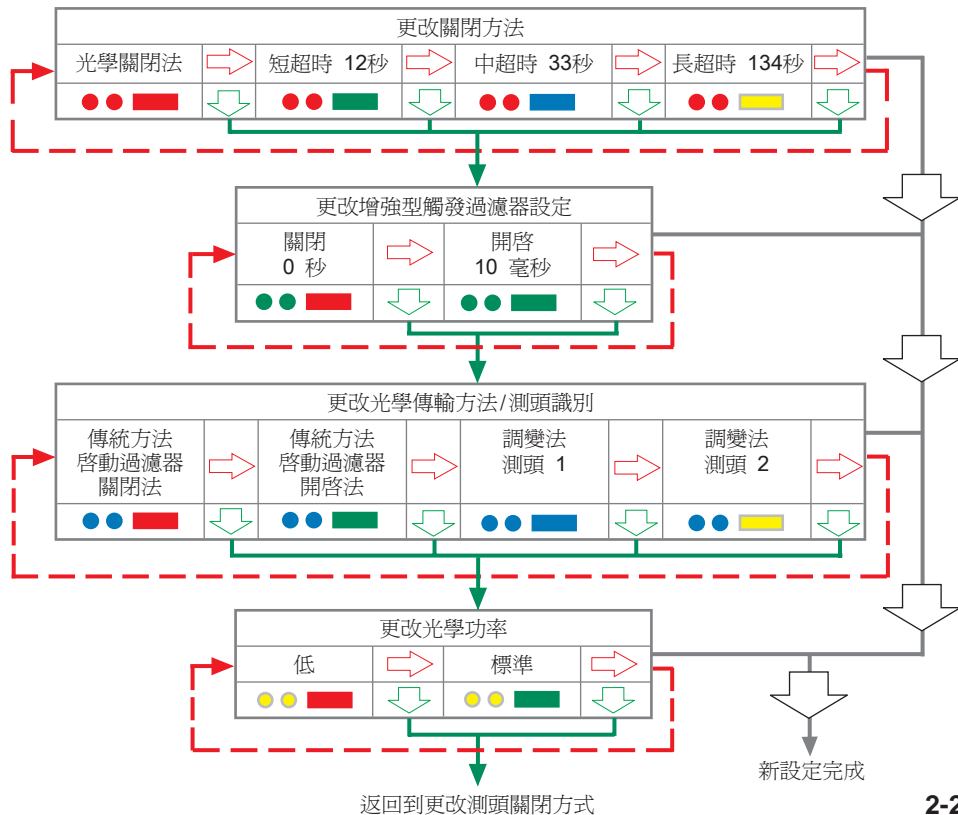 更改關閉方法
光學關閉法
短超時 12秒
中超時 33秒
長超時 134秒
更改增強型觸發過濾器設定
關閉
0 秒
開啓
10 毫秒
更改光學傳輸方法/測頭識別
傳統方法
啓動過濾器
關閉法
傳統方法
啓動過濾器
開啓法
調變法
測頭 1
調變法
測頭 2
更改光學功率
低
標準
新設定完成
返回到更改測頭關閉方式
2-2